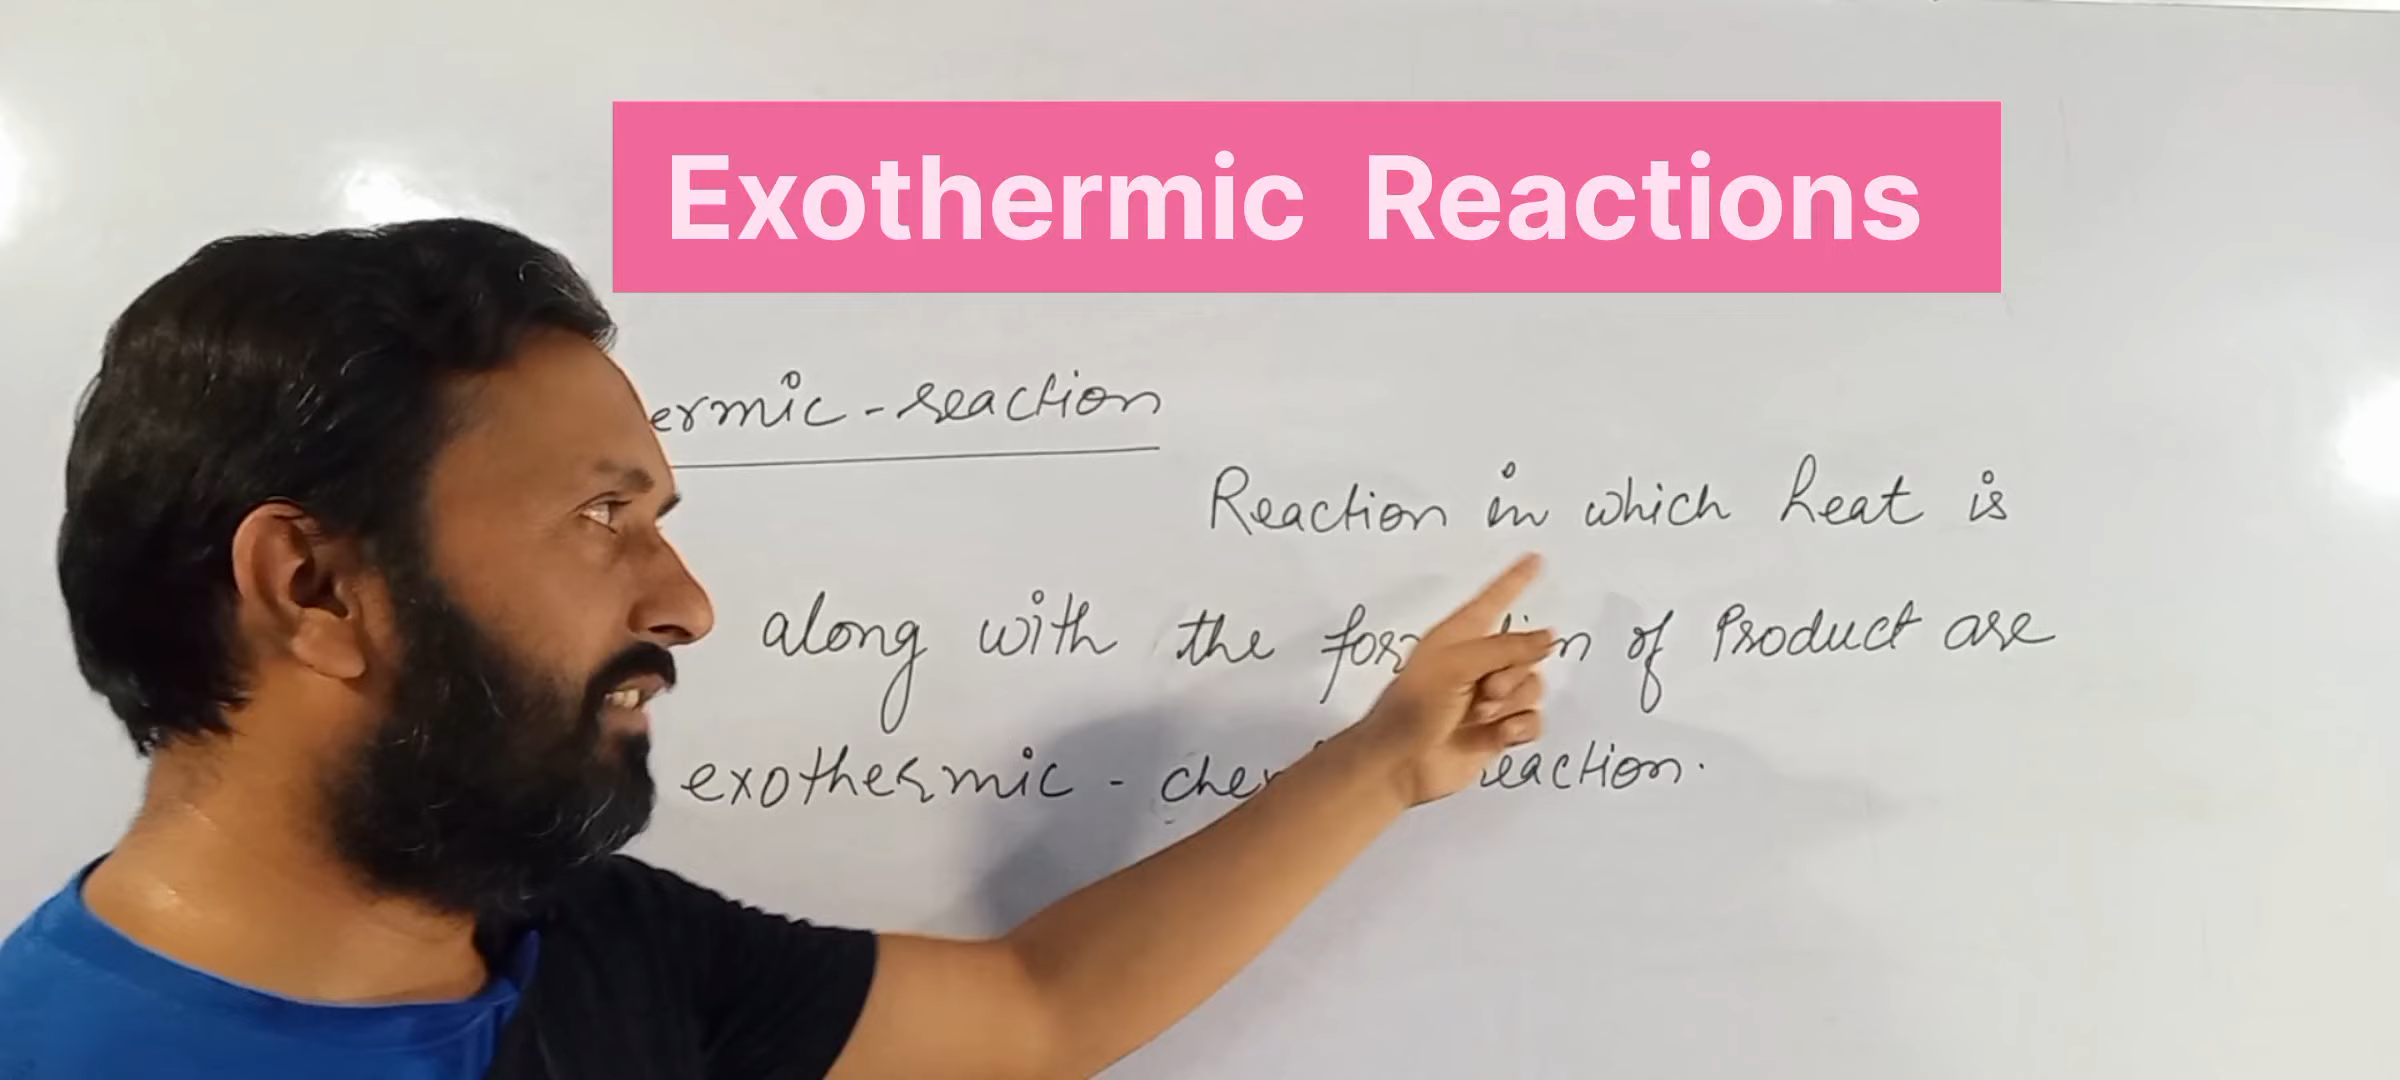 Exothermic Reactions
ermic-reaction
Reaction in which heat is
along with the of Product are
exothermic - reaction.